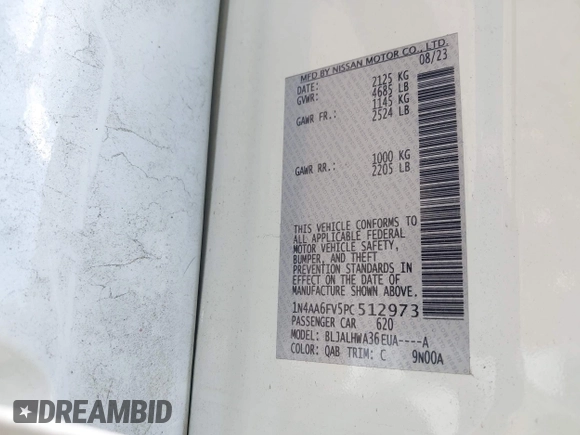 MFD BY NISSAN MOTOR CO., LTD.
DATE: 08/23
GVWR: 2125 KG
4685 LB
GAWR FR.: 1145 KG
2524 LB
GAWR RR.: 1000 KG
2205 LB
THIS VEHICLE CONFORMS TO
ALL APPLICABLE FEDERAL
MOTOR VEHICLE SAFETY,
BUMPER, AND THEFT
PREVENTION STANDARDS IN
EFFECT ON THE DATE OF
MANUFACTURE SHOWN ABOVE.
1N4AA6FV5PC512973
PASSENGER CAR 620
MODEL: BLJALHWA36EUA----A
COLOR: QAB TRIM: C 9N00A
DREAMBID